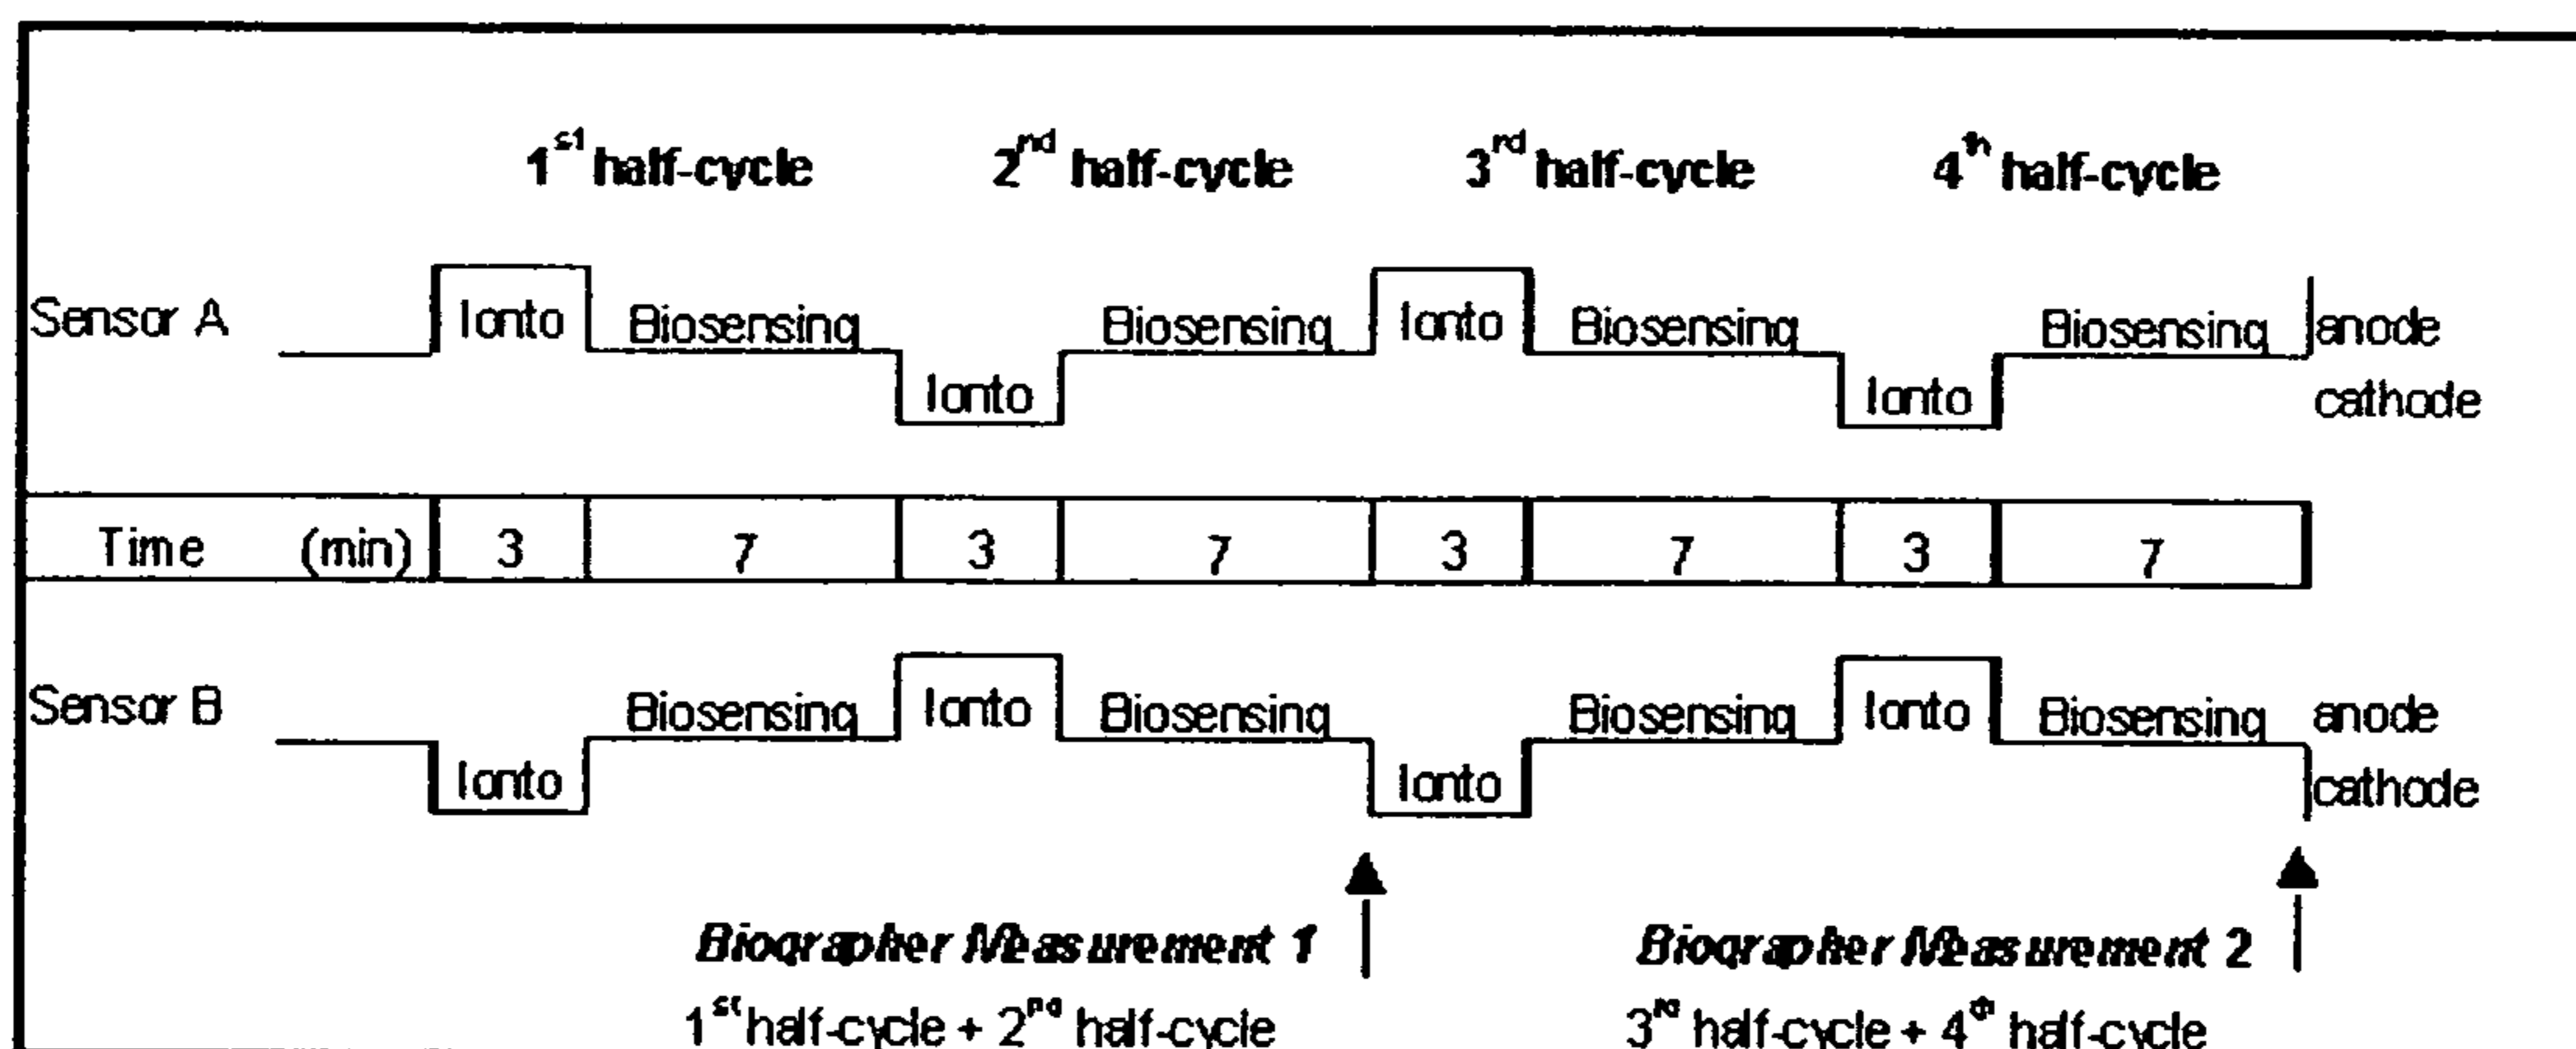 1st half-cycle 2nd half-cycle 3rd half-cycle 4th half-cycle
Sensor A Ionto Biosensing Ionto Biosensing Ionto Biosensing Ionto Biosensing anode
cathode
Time (min) 3 7 3 7 3 7 3 7
Sensor B Ionto Biosensing Ionto Biosensing Ionto Biosensing Ionto Biosensing anode
cathode
Biographer Measurement 1 Biographer Measurement 2
1st half-cycle + 2nd half-cycle 3rd half-cycle + 4th half-cycle